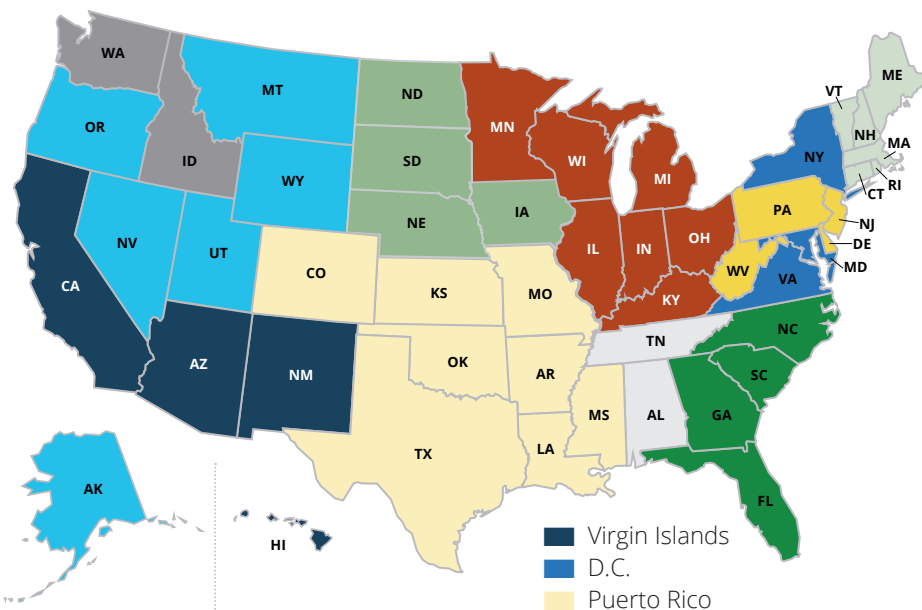 WA
MT
ND
MN
ME
VT
NH
OR
ID
SD
WI
MI
NY
MA
RI
CT
WY
NE
IA
PA
NJ
NV
UT
CO
IL
IN
OH
DE
WV
MD
VA
CA
KS
MO
KY
NC
AZ
NM
OK
AR
TN
SC
TX
LA
MS
AL
GA
FL
AK
HI
Virgin Islands
D.C.
Puerto Rico